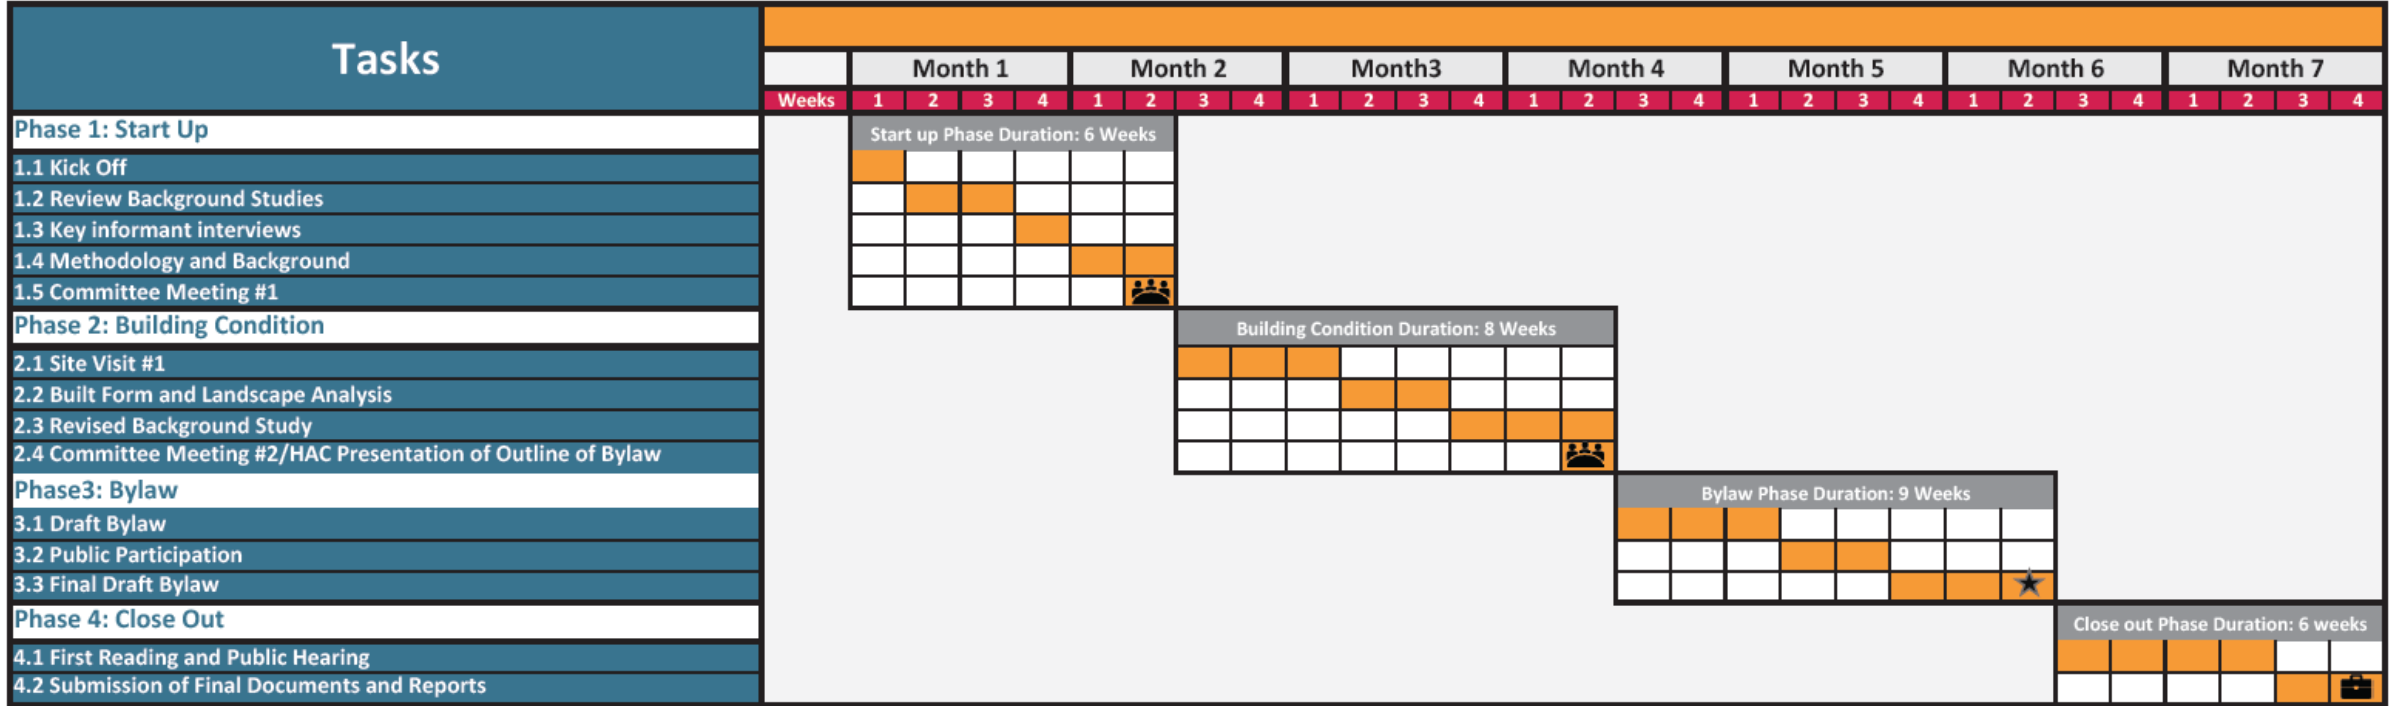 Tasks
Month 1 Month 2 Month3 Month 4 Month 5 Month 6 Month 7
Weeks 1 2 3 4 1 2 3 4 1 2 3 4 1 2 3 4 1 2 3 4 1 2 3 4 1 2 3 4
Phase 1: Start Up
Start up Phase Duration: 6 Weeks
1.1 Kick Off
1.2 Review Background Studies
1.3 Key informant interviews
1.4 Methodology and Background
1.5 Committee Meeting #1
Phase 2: Building Condition
Building Condition Duration: 8 Weeks
2.1 Site Visit #1
2.2 Built Form and Landscape Analysis
2.3 Revised Background Study
2.4 Committee Meeting #2/HAC Presentation of Outline of Bylaw
Phase3: Bylaw
Bylaw Phase Duration: 9 Weeks
3.1 Draft Bylaw
3.2 Public Participation
3.3 Final Draft Bylaw
Phase 4: Close Out
Close out Phase Duration: 6 weeks
4.1 First Reading and Public Hearing
4.2 Submission of Final Documents and Reports